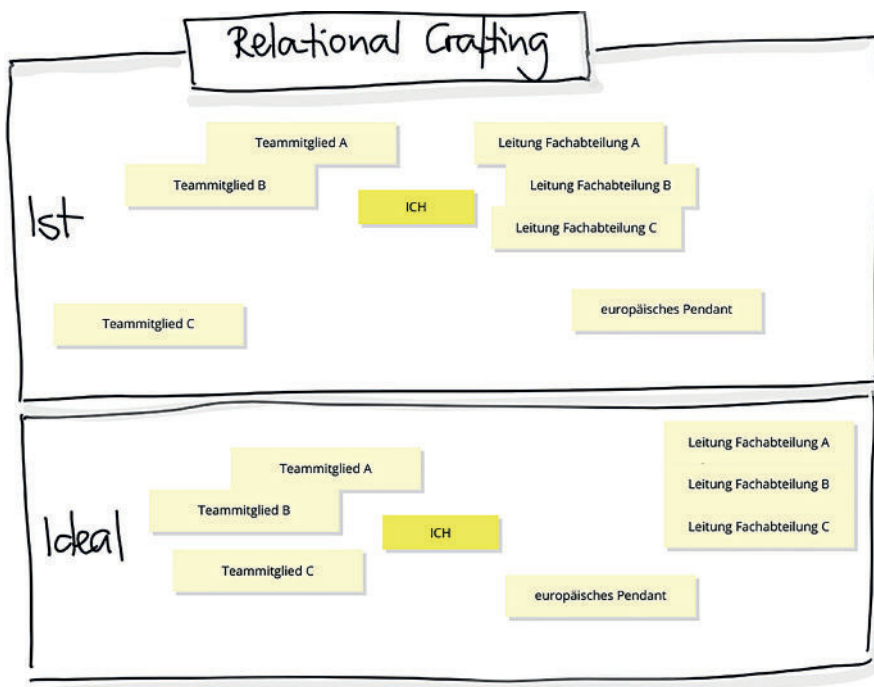 Relational Crafting
Ist
Teammitglied A
Teammitglied B
Teammitglied C
ICH
Leitung Fachabteilung A
Leitung Fachabteilung B
Leitung Fachabteilung C
europäisches Pendant
Ideal
Teammitglied A
Teammitglied B
Teammitglied C
ICH
Leitung Fachabteilung A
Leitung Fachabteilung B
Leitung Fachabteilung C
europäisches Pendant